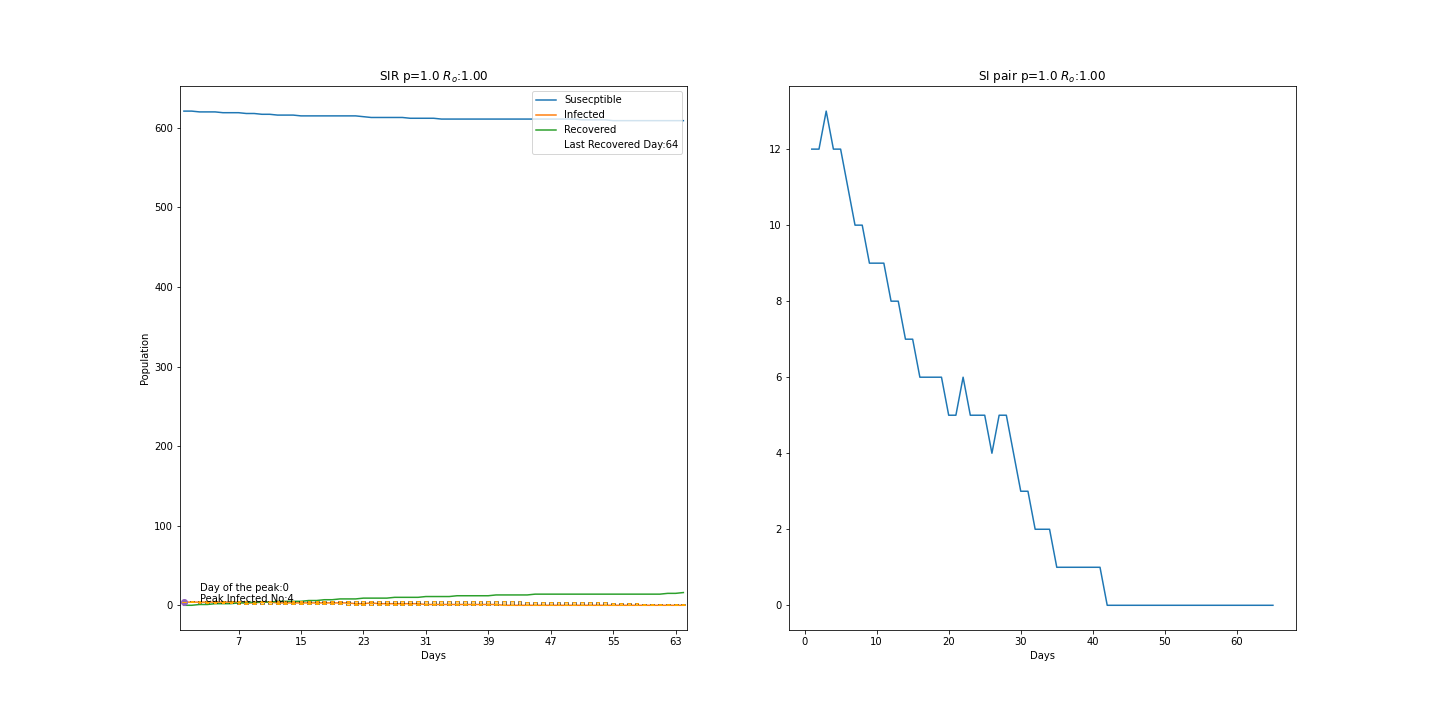 SIR p=1.0 Rₒ:1.00
Susecptible
Infected
Recovered
Last Recovered Day:64
600
500
400
300
200
100
0
Population
Day of the peak:0
Peak Infected No:4
7 15 23 31 39 47 55 63
Days
SI pair p=1.0 Rₒ:1.00
12
10
8
6
4
2
0
0 10 20 30 40 50 60
Days